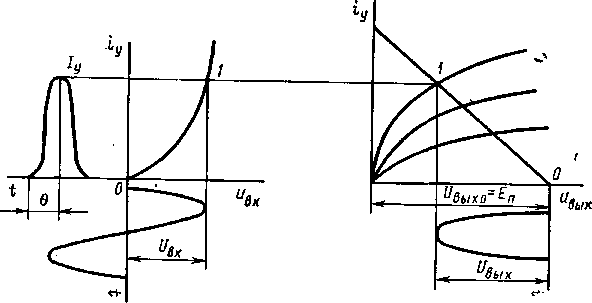 i_у
I_у
1
t
θ
0
u_вх
U_вх
i_у
1
0
U_вых0=E_п
u_вых
U_вых